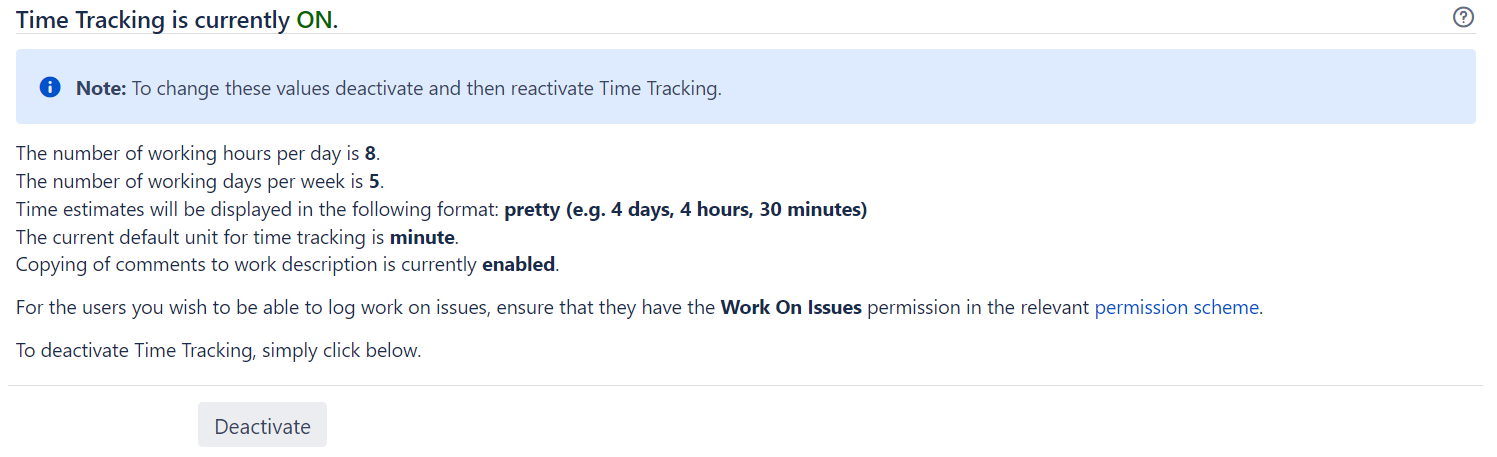 Time Tracking is currently ON.
Note: To change these values deactivate and then reactivate Time Tracking.
The number of working hours per day is 8.
The number of working days per week is 5.
Time estimates will be displayed in the following format: pretty (e.g. 4 days, 4 hours, 30 minutes)
The current default unit for time tracking is minute.
Copying of comments to work description is currently enabled.
For the users you wish to be able to log work on issues, ensure that they have the Work On Issues permission in the relevant permission scheme.
To deactivate Time Tracking, simply click below.
Deactivate